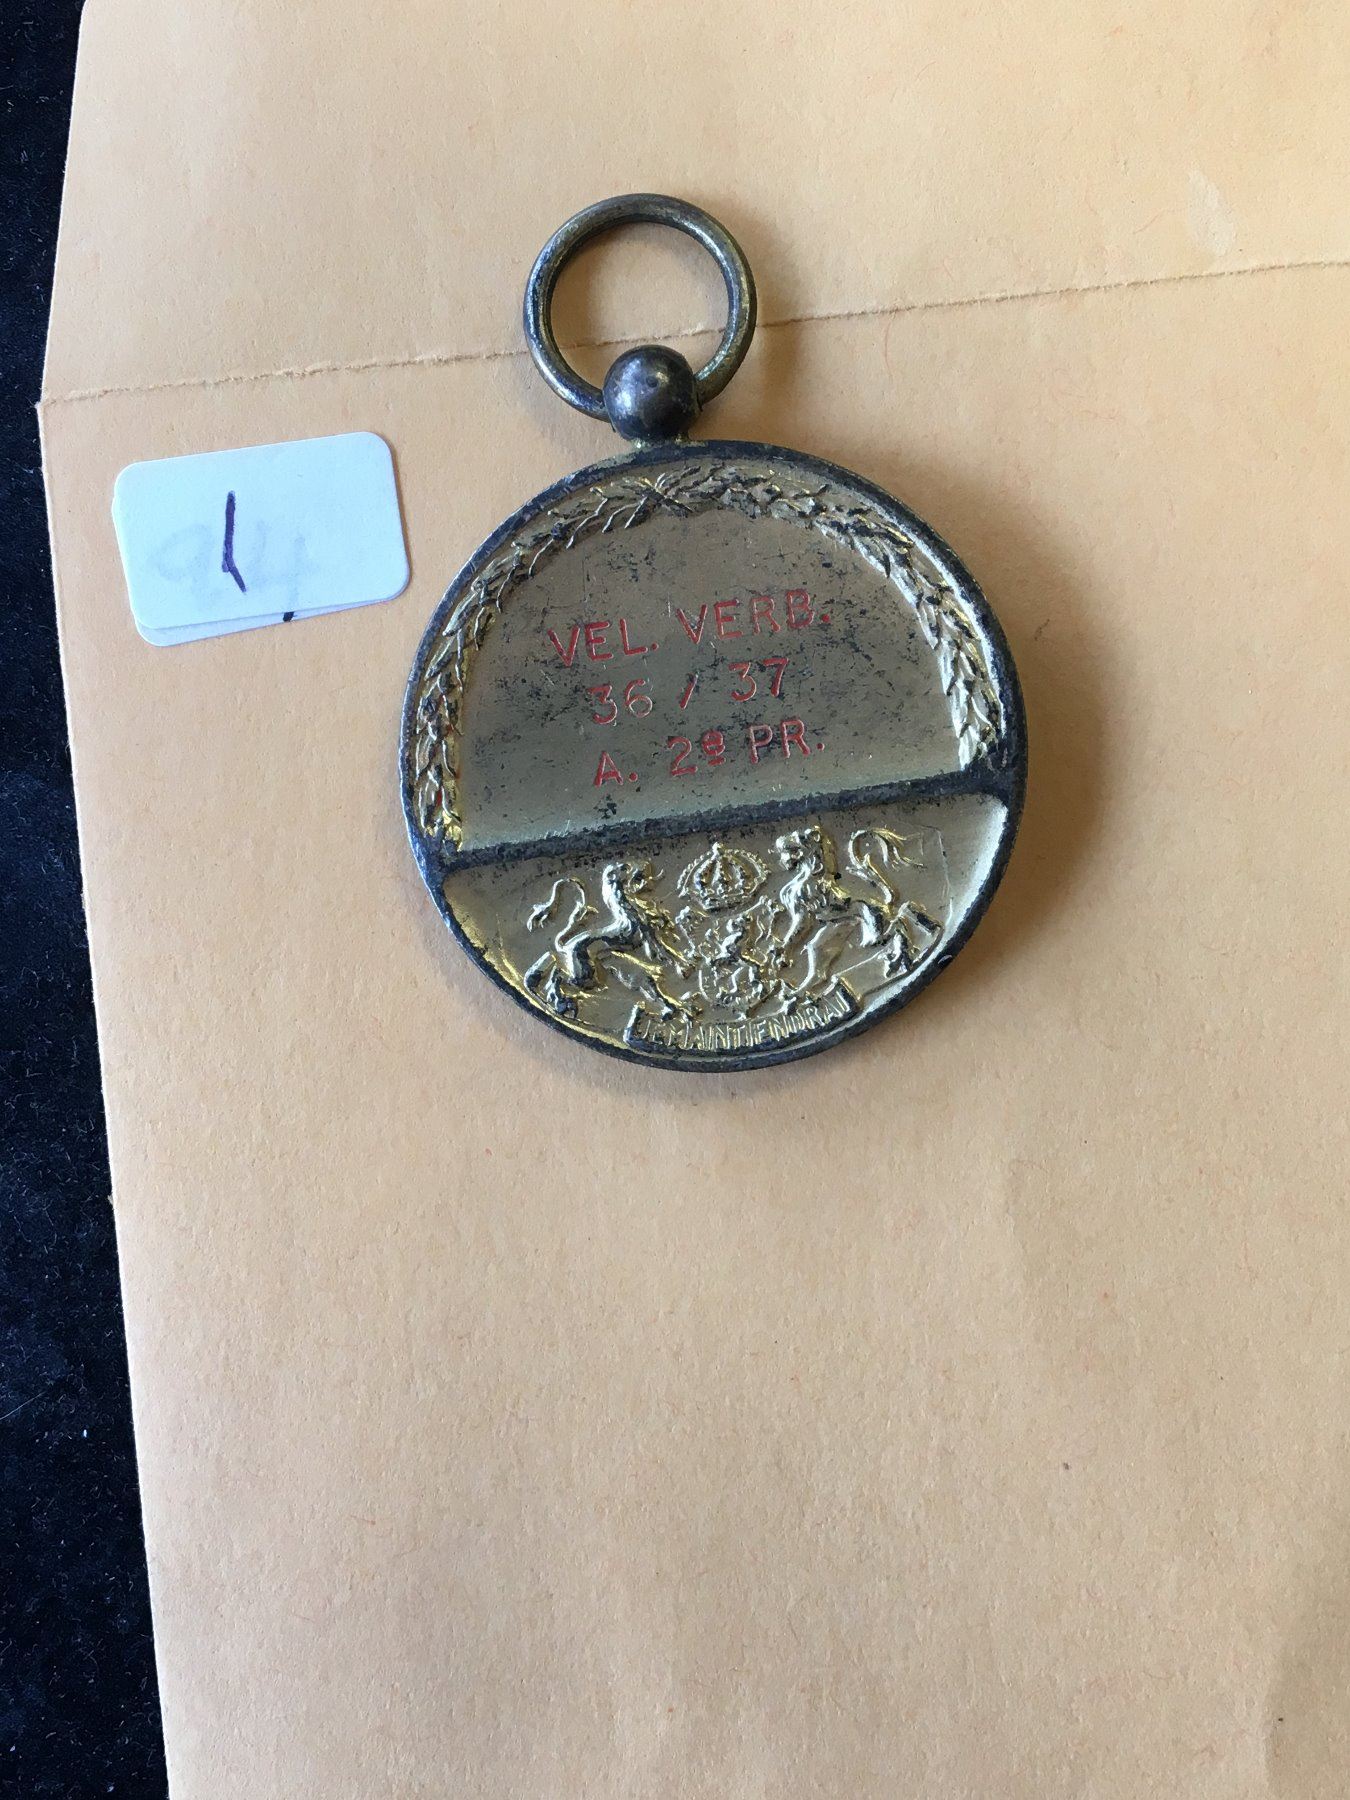 1
VEL. VERB.
36 / 37
A. 2e PR.
JE MAINTIENDRAI